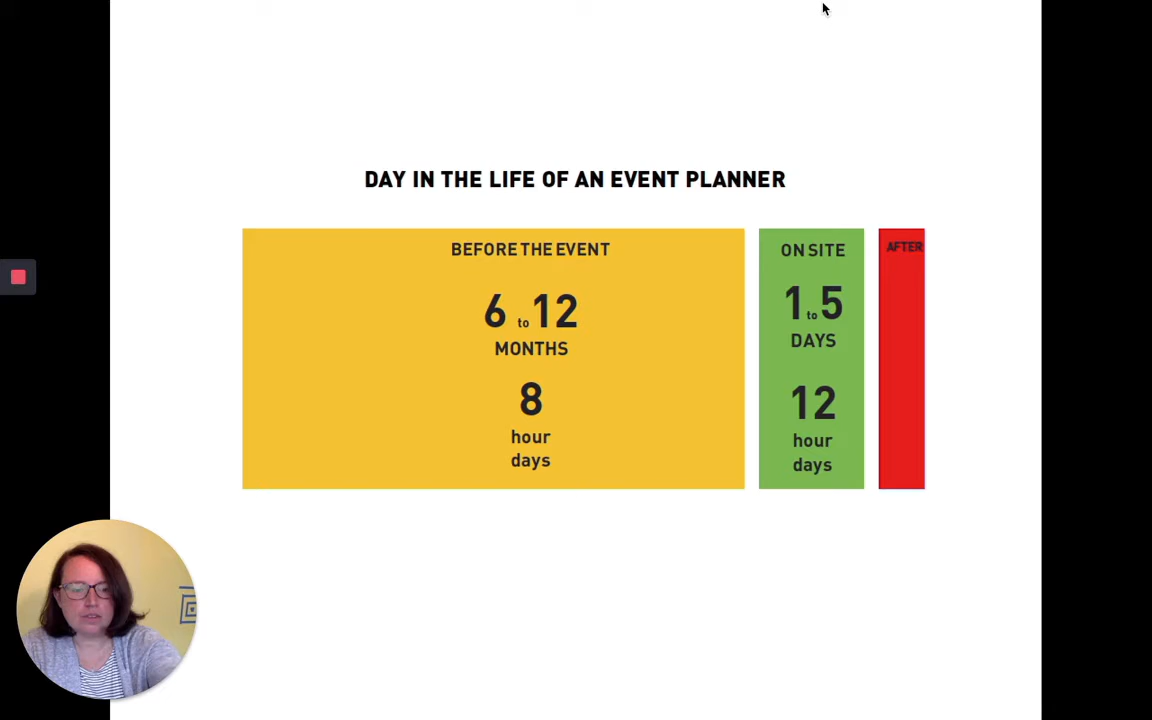 DAY IN THE LIFE OF AN EVENT PLANNER
BEFORE THE EVENT
6 to 12
MONTHS
8
hour
days
ON SITE
1 to 5
DAYS
12
hour
days
AFTER